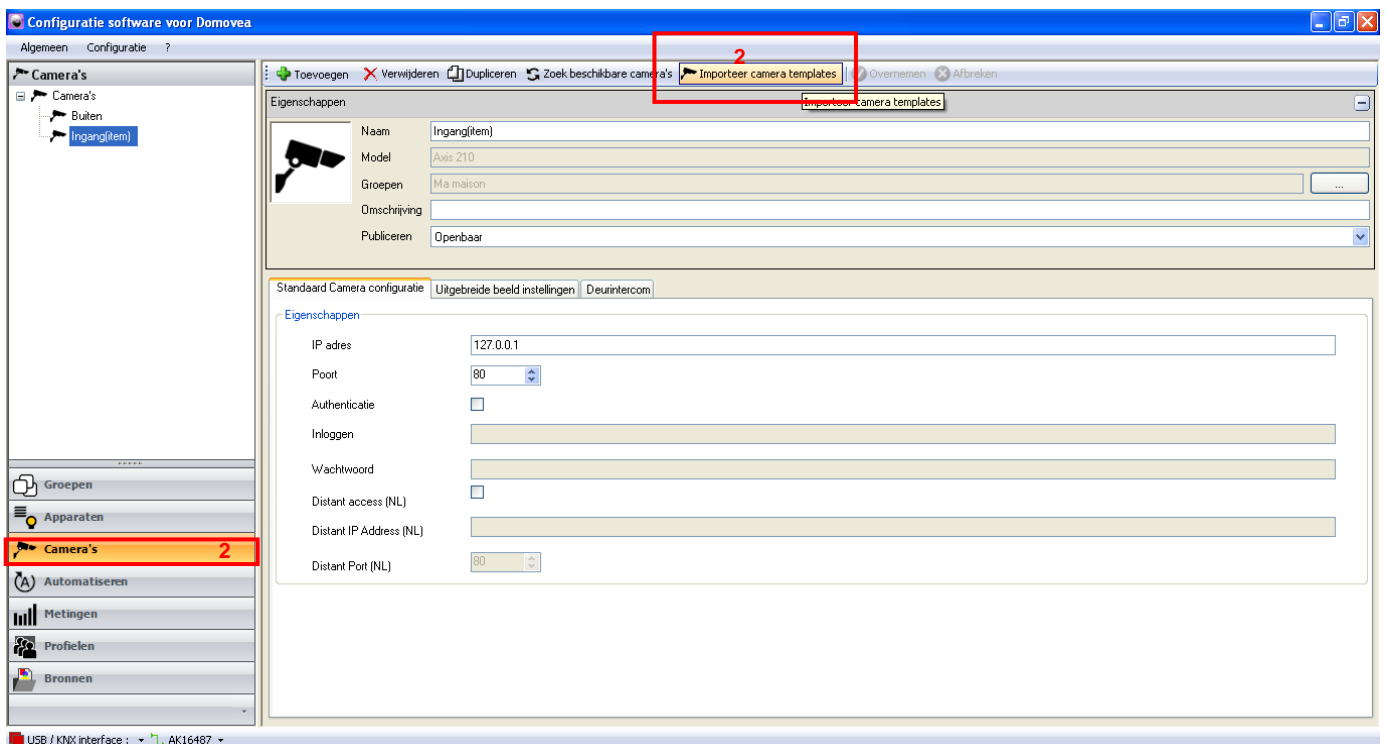 Configuratie software voor Domovea
Algemeen Configuratie ?
Camera's
Camera's
Buiten
Ingang(item)
Groepen
Apparaten
Camera's 2
Automatiseren
Metingen
Profielen
Bronnen
2
Toevoegen Verwijderen Dupliceren Zoek beschikbare camera's Importeer camera templates Overnemen Afbreken
Eigenschappen Importeer camera templates
Naam Ingang(item)
Model Axis 210
Groepen Ma maison ...
Omschrijving
Publiceren Openbaar
Standaard Camera configuratie Uitgebreide beeld instellingen Deurintercom
Eigenschappen
IP adres 127.0.0.1
Poort 80
Authenticatie
Inloggen
Wachtwoord
Distant access (NL)
Distant IP Address (NL)
Distant Port (NL) 80
USB / KNX interface : AK16487